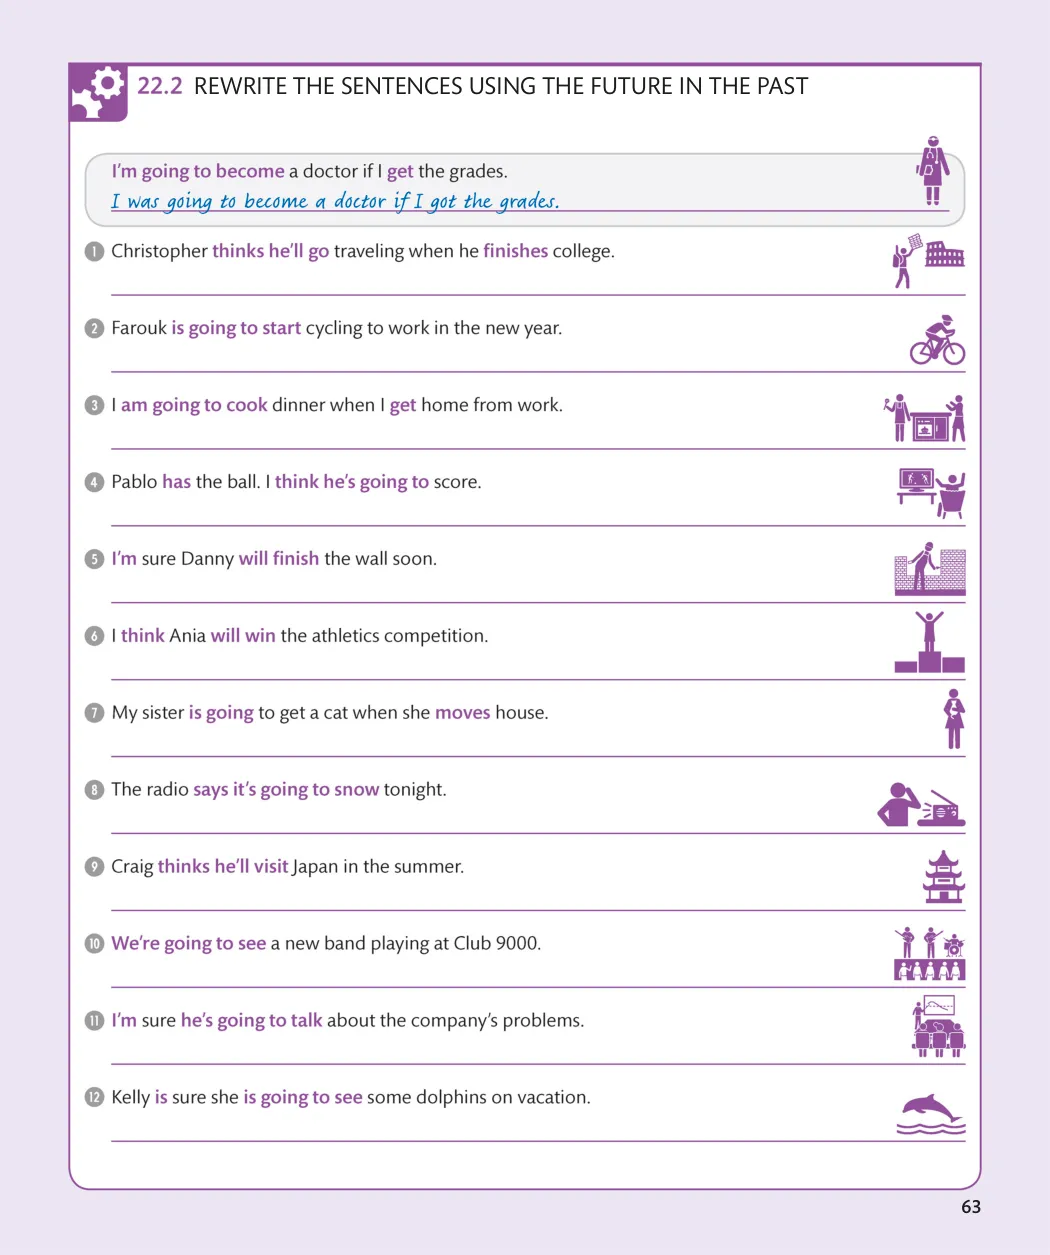 22.2 REWRITE THE SENTENCES USING THE FUTURE IN THE PAST
I’m going to become a doctor if I get the grades.
I was going to become a doctor if I got the grades.
1 Christopher thinks he’ll go traveling when he finishes college.
2 Farouk is going to start cycling to work in the new year.
3 I am going to cook dinner when I get home from work.
4 Pablo has the ball. I think he’s going to score.
5 I’m sure Danny will finish the wall soon.
6 I think Ania will win the athletics competition.
7 My sister is going to get a cat when she moves house.
8 The radio says it’s going to snow tonight.
9 Craig thinks he’ll visit Japan in the summer.
10 We’re going to see a new band playing at Club 9000.
11 I’m sure he’s going to talk about the company’s problems.
12 Kelly is sure she is going to see some dolphins on vacation.
63